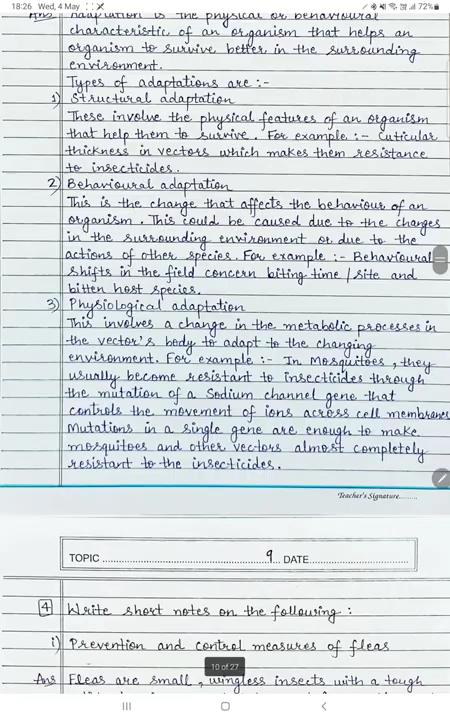 18:26 Wed, 4 May
72%
Ans adaptation is the physical or behavioural
characteristic of an organism that helps an
organism to survive better in the surrounding
environment.
Types of adaptations are :-
1) Structural adaptation
These involve the physical features of an organism
that help them to survive. For example :- Cuticular
thickness in vectors which makes them resistance
to insecticides.
2) Behavioural adaptation
This is the change that affects the behaviour of an
organism. This could be caused due to the changes
in the surrounding environment or due to the
actions of other species. For example :- Behavioural
shifts in the field concern biting time / site and
bitten host species.
3) Physiological adaptation
This involves a change in the metabolic processes in
the vector's body to adapt to the changing
environment. For example :- In Mosquitoes, they
usually become resistant to insecticides through
the mutation of a Sodium channel gene that
controls the movement of ions across cell membranes
Mutations in a single gene are enough to make
mosquitoes and other vectors almost completely
resistant to the insecticides.
Teacher's Signature.........
TOPIC ............ 9 ... DATE............
4 Write short notes on the following :
i) Prevention and control measures of fleas
10 of 27
Ans Fleas are small, wingless insects with a tough